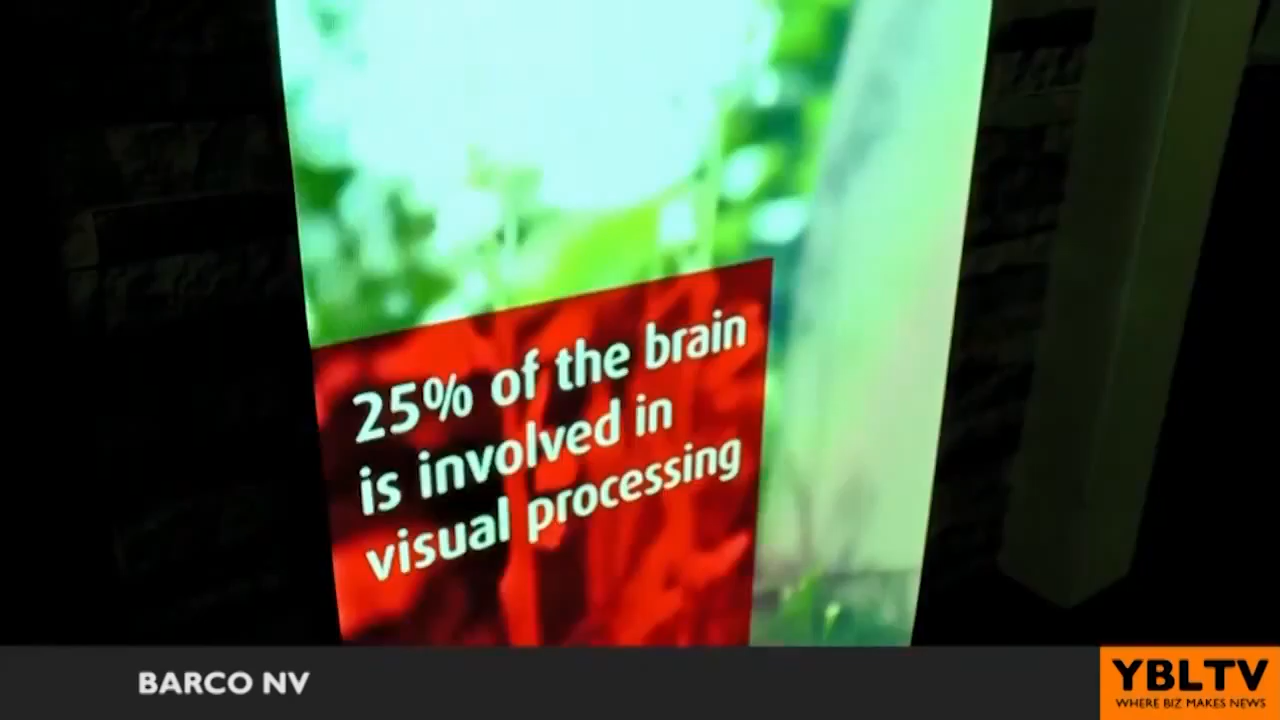 25% of the brain
is involved in
visual processing
BARCO NV
YBLTV
WHERE BIZ MAKES NEWS